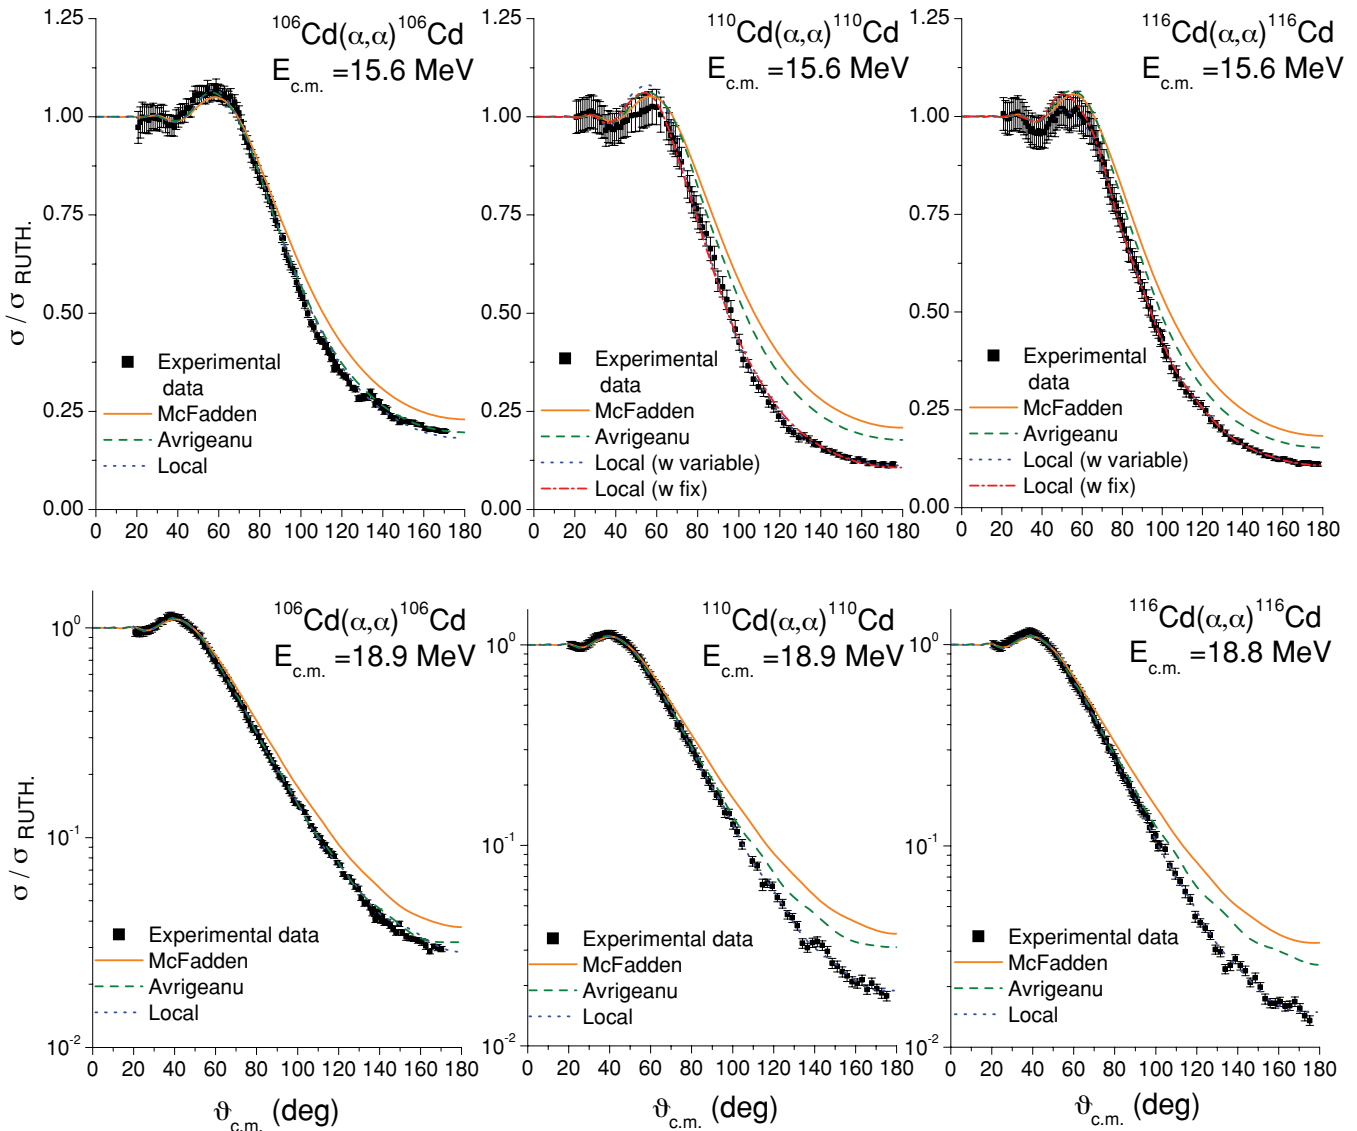 1.25
1.00
0.75
0.50
0.25
0.00
σ / σ RUTH.
106Cd(α,α)106Cd
Ec.m. =15.6 MeV
Experimental
data
McFadden
Avrigeanu
Local
0 20 40 60 80 100 120 140 160 180
1.25
1.00
0.75
0.50
0.25
0.00
110Cd(α,α)110Cd
Ec.m. =15.6 MeV
Experimental
data
McFadden
Avrigeanu
Local (w variable)
Local (w fix)
0 20 40 60 80 100 120 140 160 180
1.25
1.00
0.75
0.50
0.25
0.00
116Cd(α,α)116Cd
Ec.m. =15.6 MeV
Experimental
data
McFadden
Avrigeanu
Local (w variable)
Local (w fix)
0 20 40 60 80 100 120 140 160 180
10^0
10^-1
10^-2
σ / σ RUTH.
106Cd(α,α)106Cd
Ec.m. =18.9 MeV
Experimental data
McFadden
Avrigeanu
Local
0 20 40 60 80 100 120 140 160 180
ϑc.m. (deg)
10^0
10^-1
10^-2
110Cd(α,α)110Cd
Ec.m. =18.9 MeV
Experimental data
McFadden
Avrigeanu
Local
0 20 40 60 80 100 120 140 160 180
ϑc.m. (deg)
10^0
10^-1
10^-2
116Cd(α,α)116Cd
Ec.m. =18.8 MeV
Experimental data
McFadden
Avrigeanu
Local
0 20 40 60 80 100 120 140 160 180
ϑc.m. (deg)